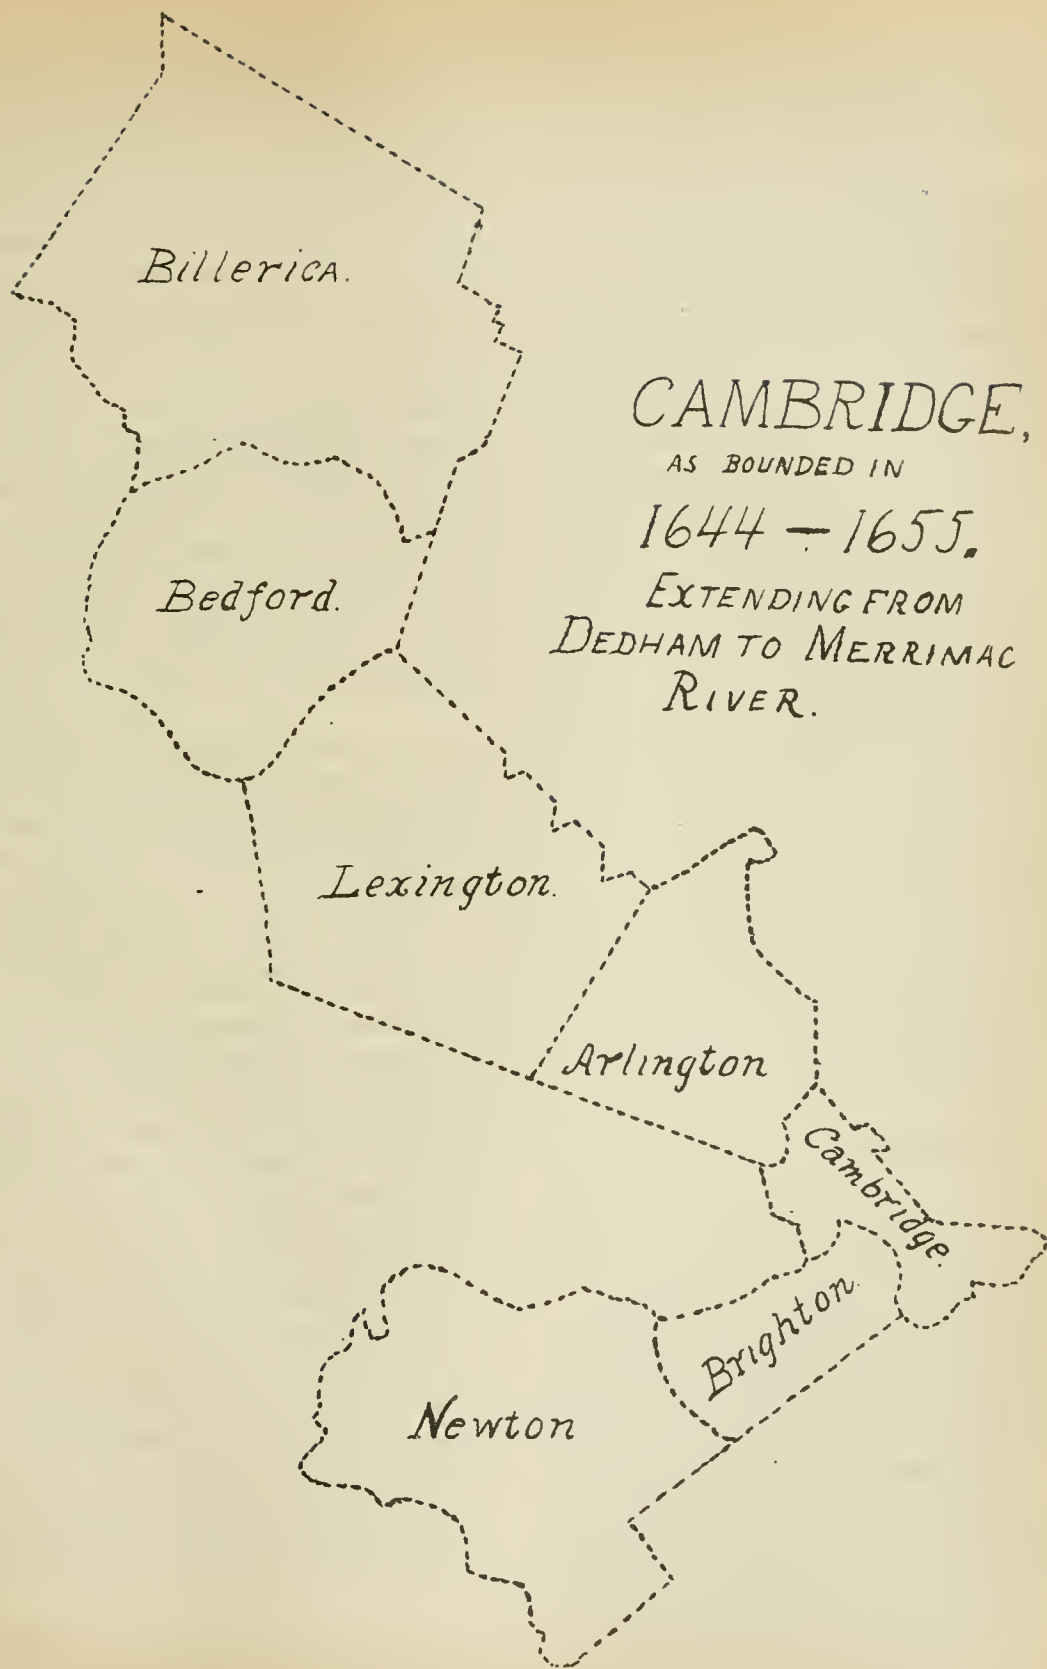 Billerica.
CAMBRIDGE,
AS BOUNDED IN
1644 — 1655.
EXTENDING FROM
DEDHAM TO MERRIMAC
RIVER.
Bedford.
Lexington.
Arlington
Cambridge.
Brighton.
Newton